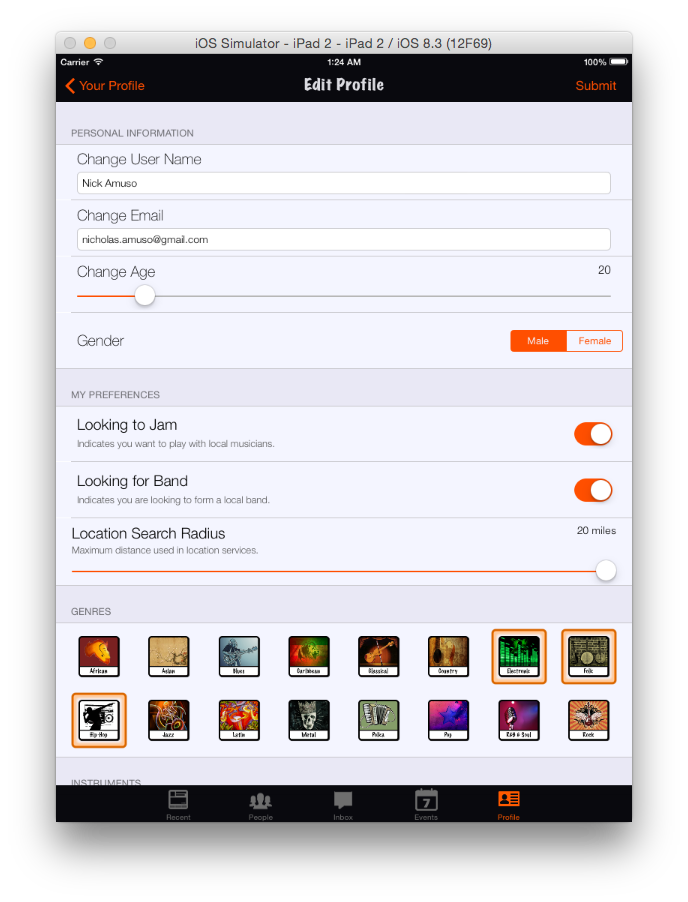 iOS Simulator - iPad 2 - iPad 2 / iOS 8.3 (12F69)
Carrier 1:24 AM 100%
Your Profile Edit Profile Submit
PERSONAL INFORMATION
Change User Name
Nick Amuso
Change Email
nicholas.amuso@gmail.com
Change Age 20
Gender Male Female
MY PREFERENCES
Looking to Jam
Indicates you want to play with local musicians.
Looking for Band
Indicates you are looking to form a local band.
Location Search Radius 20 miles
Maximum distance used in location services.
GENRES
African Asian Blues Caribbean Classical Country Electronic Folk
Hip Hop Jazz Latin Metal Polka Pop R&B & Soul Rock
INSTRUMENTS
7
Recent People Inbox Events Profile